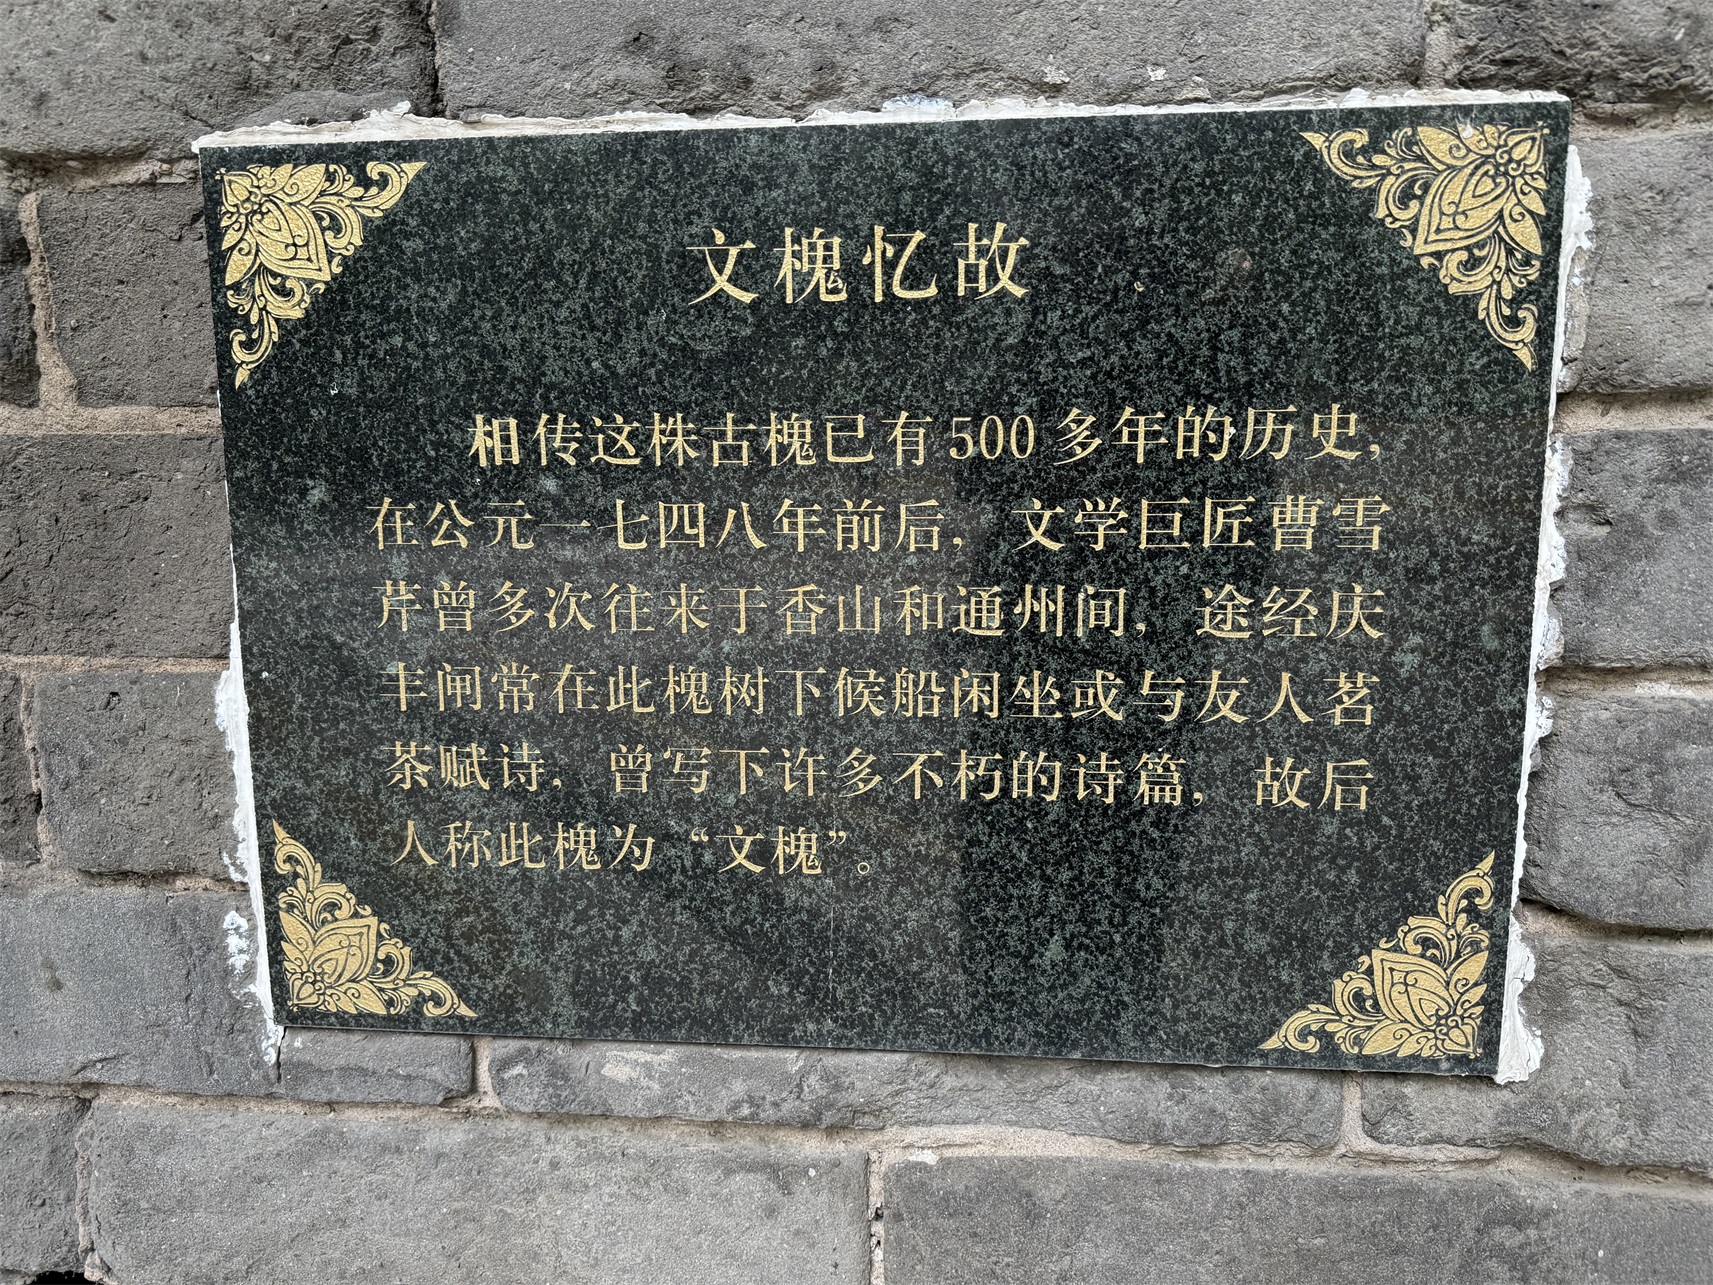 文槐忆故
相传这株古槐已有500多年的历史,
在公元一七四八年前后, 文学巨匠曹雪
芹曾多次往来于香山和通州间, 途经庆
丰闸常在此槐树下候船闲坐或与友人茗
茶赋诗, 曾写下许多不朽的诗篇, 故后
人称此槐为“文槐”。